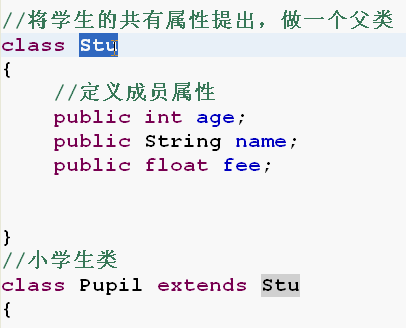 //将学生的共有属性提出，做一个父类
class Stu
{
//定义成员属性
public int age;
public String name;
public float fee;
}
//小学生类
class Pupil extends Stu
{